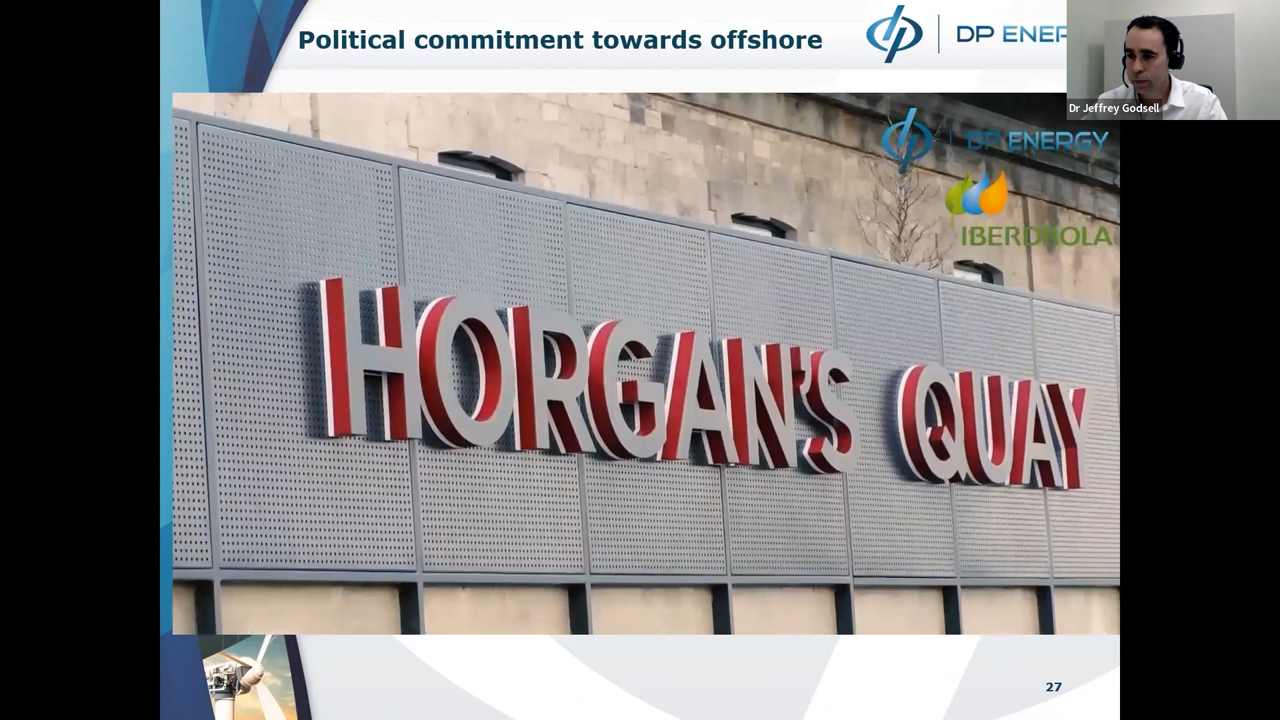 Political commitment towards offshore
DP ENER
Dr Jeffrey Godsell
DP ENERGY
IBERDROLA
HORGAN'S QUAY
27